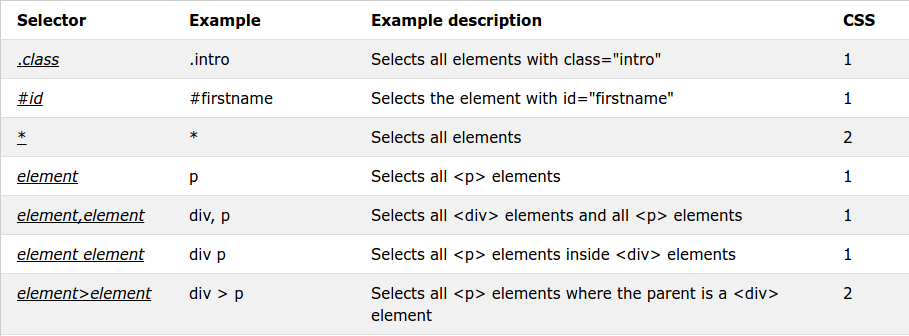 Selector Example Example description CSS
.class .intro Selects all elements with class="intro" 1
#id #firstname Selects the element with id="firstname" 1
* * Selects all elements 2
element p Selects all <p> elements 1
element,element div, p Selects all <div> elements and all <p> elements 1
element element div p Selects all <p> elements inside <div> elements 1
element>element div > p Selects all <p> elements where the parent is a <div> 2
element